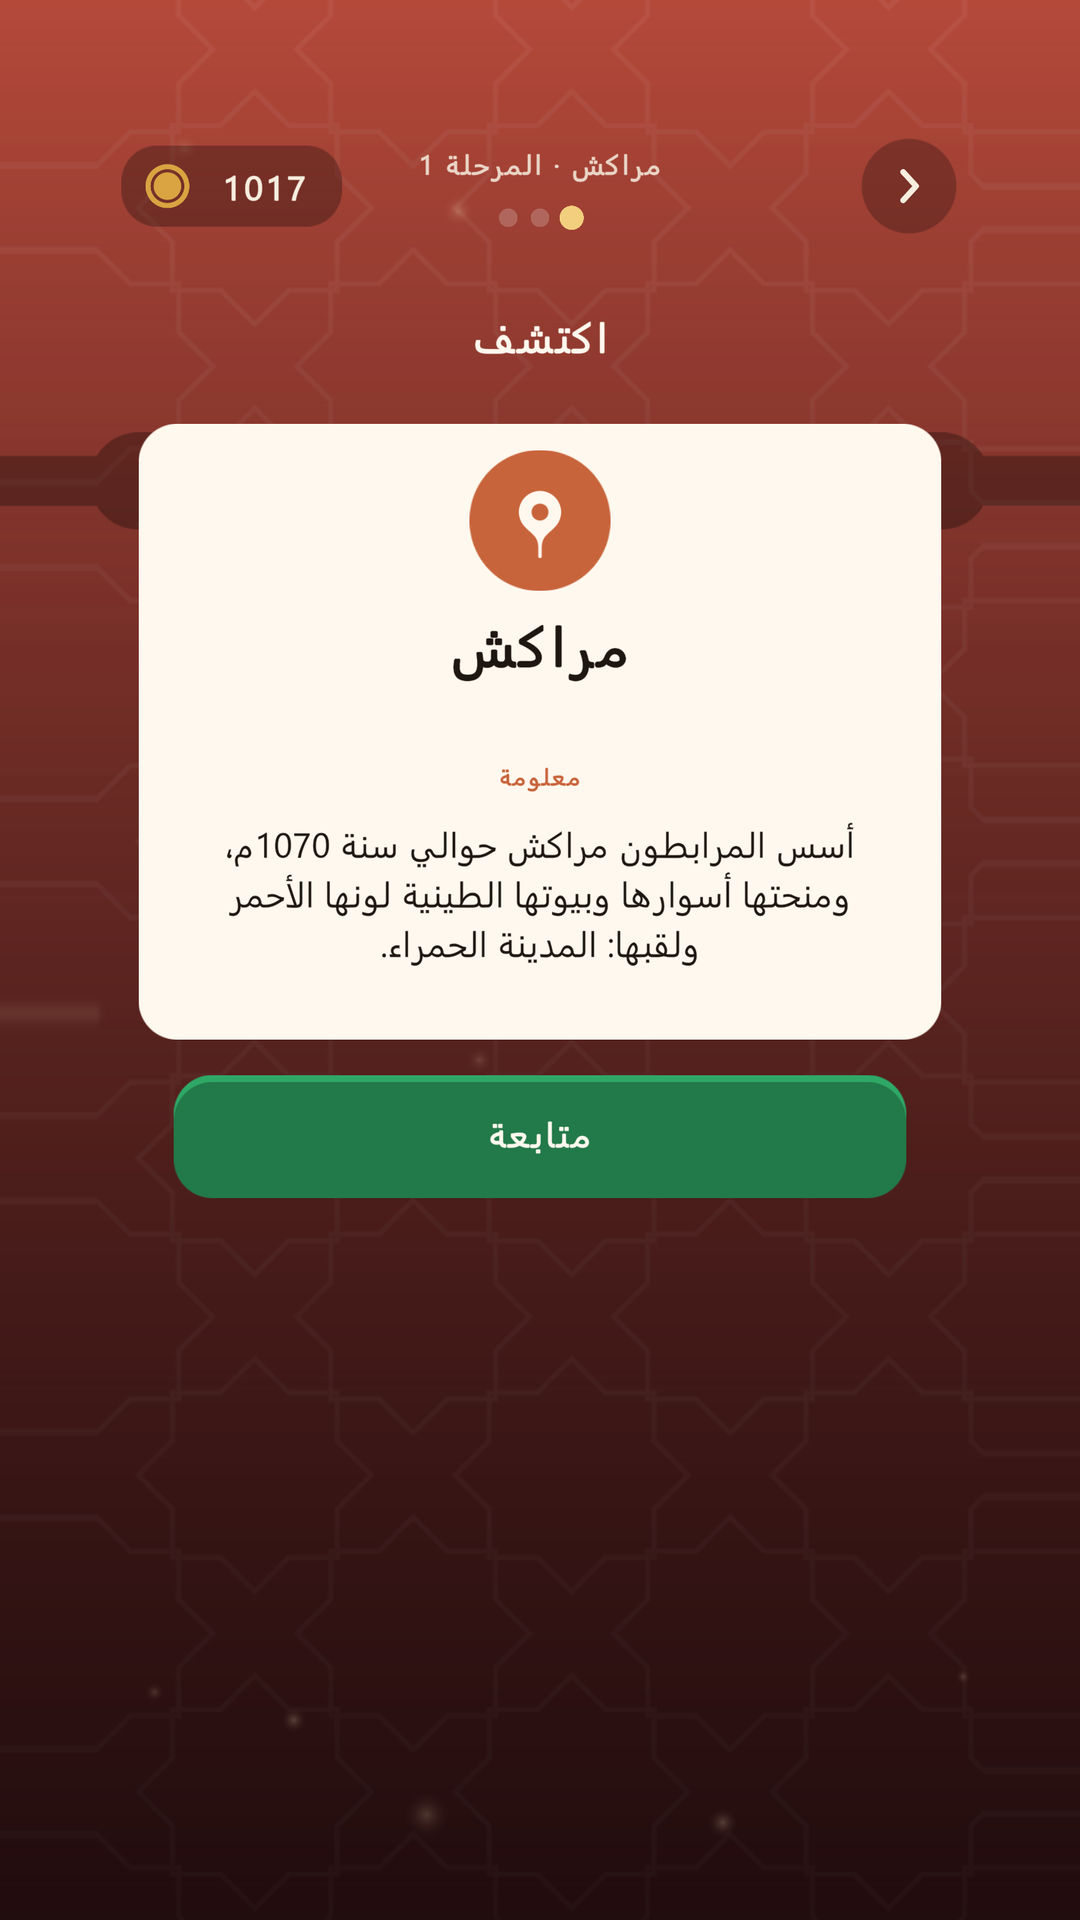 مراكش · المرحلة 1
1017
اكتشف
مراكش
معلومة
أسس المرابطون مراكش حوالي سنة 1070م،
ومنحتها أسوارها وبيوتها الطينية لونها الأحمر
ولقبها: المدينة الحمراء.
متابعة